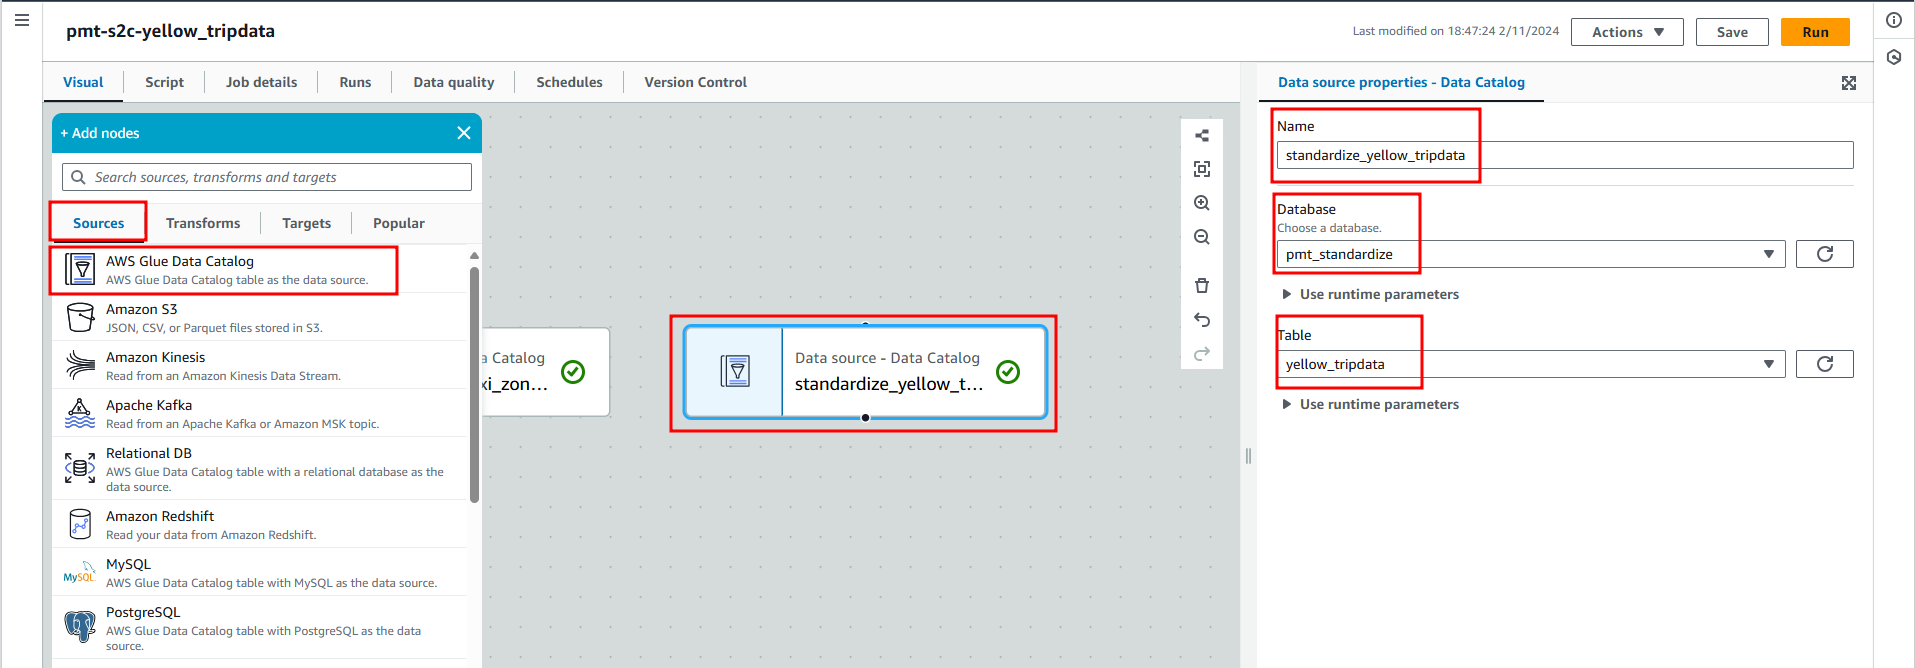 pmt-s2c-yellow_tripdata
Last modified on 18:47:24 2/11/2024
Actions
Save
Run
Visual
Script
Job details
Runs
Data quality
Schedules
Version Control
+ Add nodes
Search sources, transforms and targets
Sources
Transforms
Targets
Popular
AWS Glue Data Catalog
AWS Glue Data Catalog table as the data source.
Amazon S3
JSON, CSV, or Parquet files stored in S3.
Amazon Kinesis
Read from an Amazon Kinesis Data Stream.
Apache Kafka
Read from an Apache Kafka or Amazon MSK topic.
Relational DB
AWS Glue Data Catalog table with a relational database as the
data source.
Amazon Redshift
Read your data from Amazon Redshift.
MySQL
MySQL
AWS Glue Data Catalog table with MySQL as the data source.
PostgreSQL
AWS Glue Data Catalog table with PostgreSQL as the data
source.
a Catalog
xi_zon...
Data source - Data Catalog
standardize_yellow_t...
Data source properties - Data Catalog
Name
standardize_yellow_tripdata
Database
Choose a database.
pmt_standardize
Use runtime parameters
Table
yellow_tripdata
Use runtime parameters